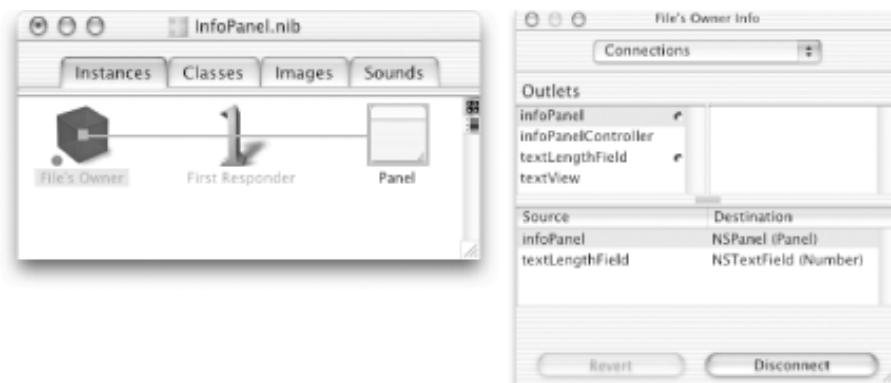 InfoPanel.nib
Instances Classes Images Sounds
File's Owner First Responder Panel
File's Owner Info
Connections
Outlets
infoPanel
infoPanelController
textLengthField
textView
Source Destination
infoPanel NSPanel (Panel)
textLengthField NSTextField (Number)
Revert Disconnect